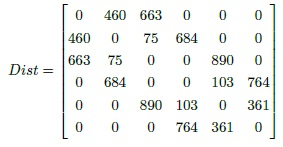 0 460 663 0 0 0
460 0 75 684 0 0
663 75 0 0 890 0
Dist = 0 684 0 0 103 764
0 0 890 103 0 361
0 0 0 764 361 0